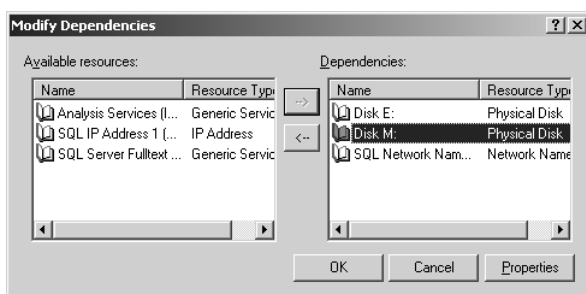 Modify Dependencies
Available resources:
Dependencies:
Name Resource Type
Analysis Services (I... Generic Servic
SQL IP Address 1 (... IP Address
SQL Server Fulltext ... Generic Servic
-->
<--
Name Resource Type
Disk E: Physical Disk
Disk M: Physical Disk
SQL Network Nam... Network Name
OK Cancel Properties